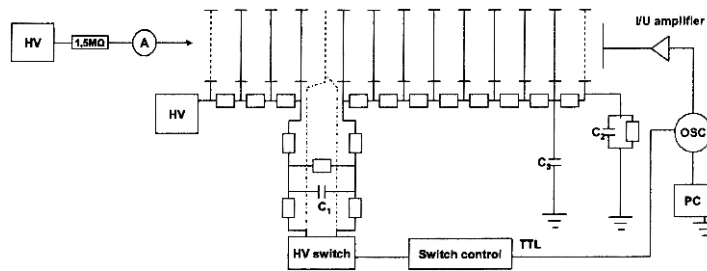 I/U amplifier
HV
1,5MΩ
A
HV
C2
OSC
C3
C1
PC
TTL
HV switch
Switch control